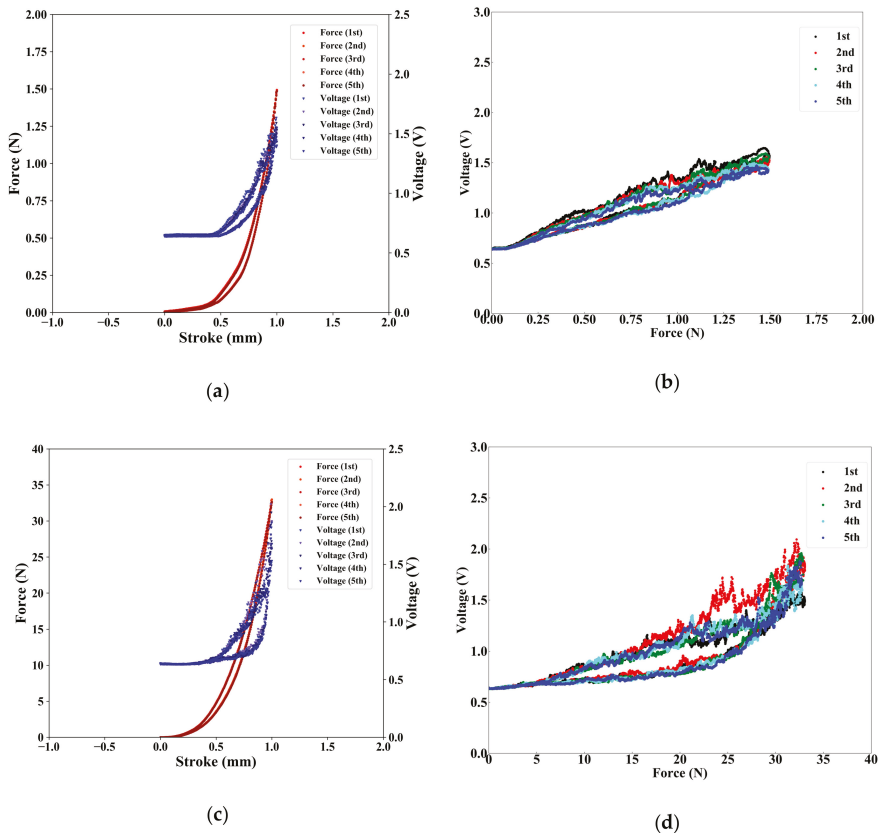 2.00
1.75
1.50
1.25
1.00
0.75
0.50
0.25
0.00
Force (N)
−1.0 −0.5 0.0 0.5 1.0 1.5 2.0
Stroke (mm)
2.5
2.0
1.5
1.0
0.5
0.0
Voltage (V)
Force (1st)
Force (2nd)
Force (3rd)
Force (4th)
Force (5th)
Voltage (1st)
Voltage (2nd)
Voltage (3rd)
Voltage (4th)
Voltage (5th)
(a)
3.0
2.5
2.0
1.5
1.0
0.5
0.0
Voltage (V)
0.00 0.25 0.50 0.75 1.00 1.25 1.50 1.75 2.00
Force (N)
1st
2nd
3rd
4th
5th
(b)
40
35
30
25
20
15
10
5
0
Force (N)
−1.0 −0.5 0.0 0.5 1.0 1.5 2.0
Stroke (mm)
2.5
2.0
1.5
1.0
0.5
0.0
Voltage (V)
Force (1st)
Force (2nd)
Force (3rd)
Force (4th)
Force (5th)
Voltage (1st)
Voltage (2nd)
Voltage (3rd)
Voltage (4th)
Voltage (5th)
(c)
3.0
2.5
2.0
1.5
1.0
0.5
0.0
Voltage (V)
0 5 10 15 20 25 30 35 40
Force (N)
1st
2nd
3rd
4th
5th
(d)